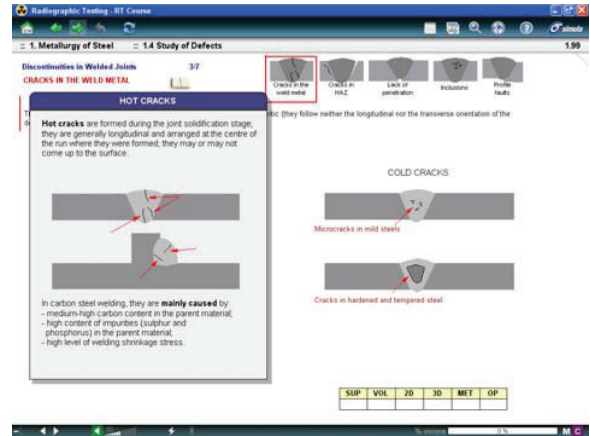 Radiographic Testing - RT Course
simula
:: 1. Metallurgy of Steel :: 1.4 Study of Defects 1.99
Discontinuities in Welded Joints 3/7
CRACKS IN THE WELD METAL
Cracks in the
weld metal
Cracks in
HAZ
Lack of
penetration
Inclusions
Profile
faults
HOT CRACKS
(they follow neither the longitudinal nor the transverse orientation of the
Hot cracks are formed during the joint solidification stage;
they are generally longitudinal and arranged at the centre of
the run where they were formed; they may or may not
come up to the surface.
In carbon steel welding, they are mainly caused by:
- medium-high carbon content in the parent material;
- high content of impurities (sulphur and
phosphorus) in the parent material;
- high level of welding shrinkage stress.
COLD CRACKS
Microcracks in mild steels
Cracks in hardened and tempered steel
SUP VOL 2D 3D MET OP
% visione 0 %
M C